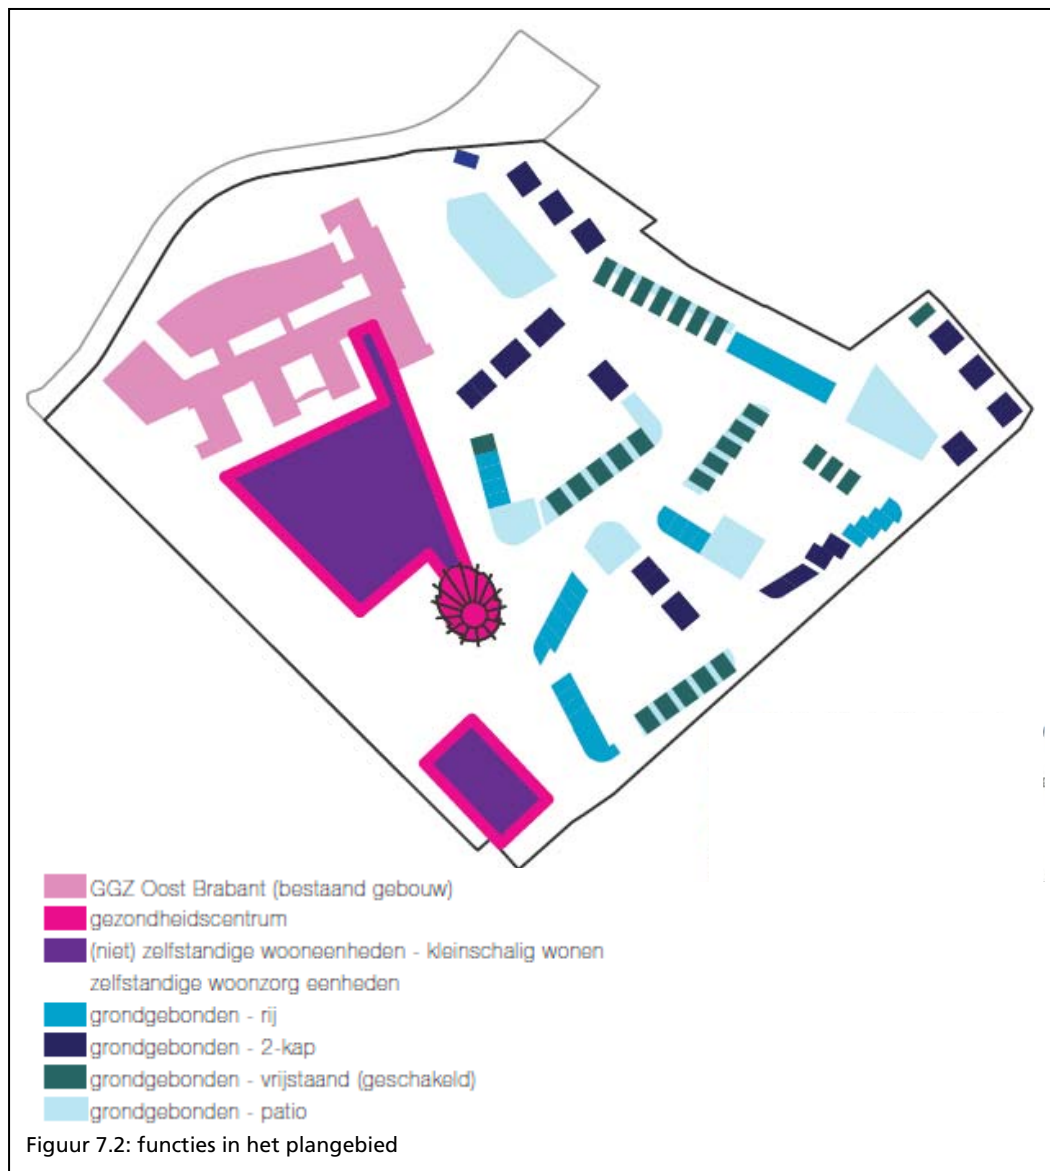 GGZ Oost Brabant (bestaand gebouw)
gezondheidscentrum
(niet) zelfstandige wooneenheden - kleinschalig wonen
zelfstandige woonzorg eenheden
grondgebonden - rij
grondgebonden - 2-kap
grondgebonden - vrijstaand (geschakeld)
grondgebonden - patio
Figuur 7.2: functies in het plangebied